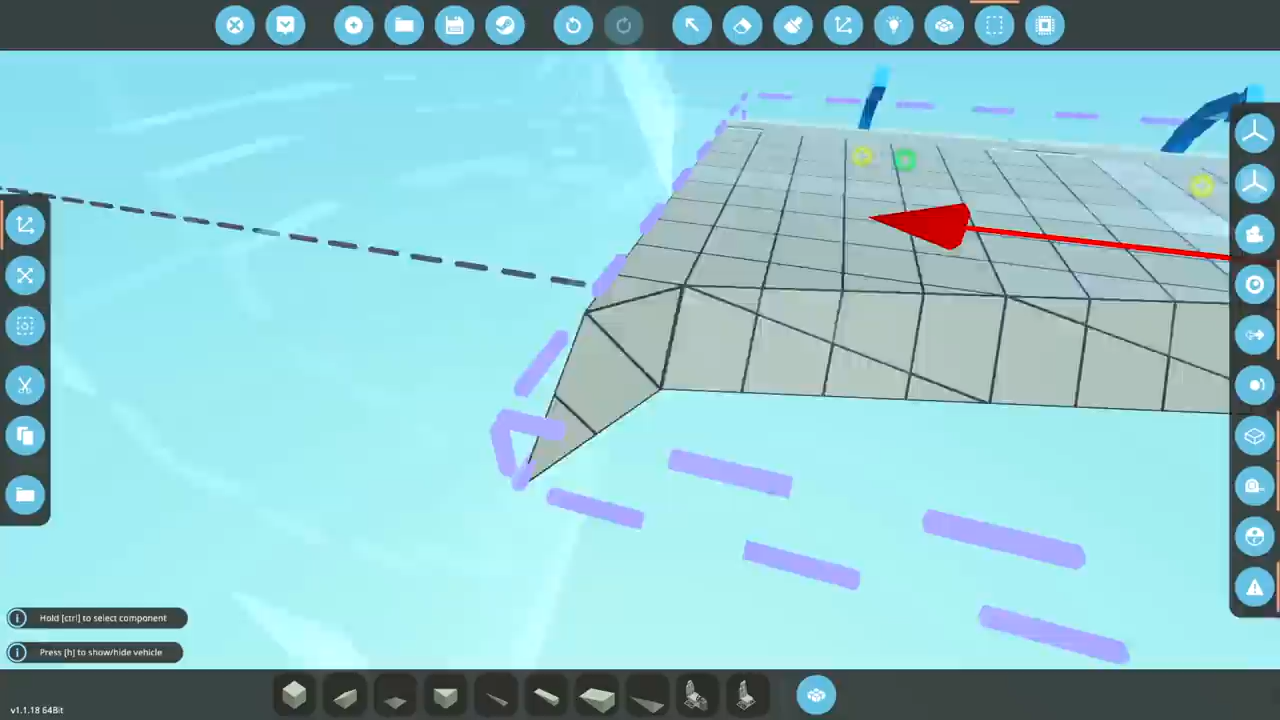 Hold [ctrl] to select component
Press [h] to show/hide vehicle
v1.1.18 64Bit